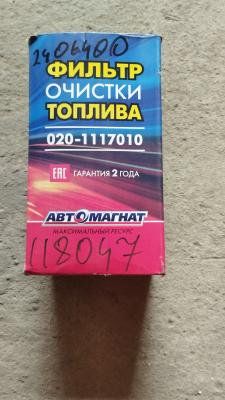 2406400
ФИЛЬТР
ОЧИСТКИ
ТОПЛИВА
020-1117010
ЕАС ГАРАНТИЯ 2 ГОДА
АВТОМАГНАТ
МАКСИМАЛЬНЫЙ РЕСУРС
118047